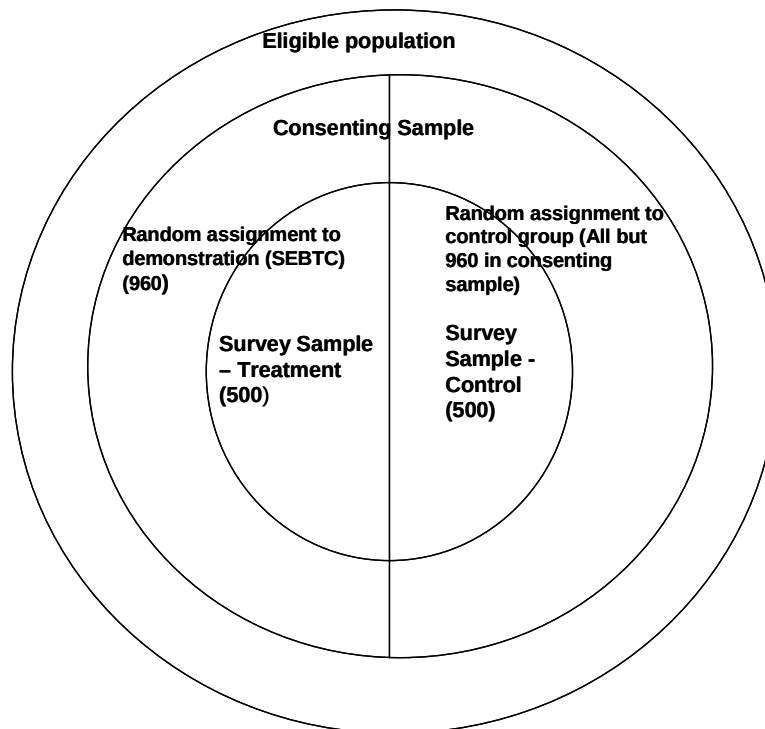 Eligible population
Consenting Sample
Random assignment to
demonstration (SEBTC)
(960)
Random assignment to
control group (All but
960 in consenting
sample)
Survey Sample
– Treatment
(500)
Survey
Sample -
Control
(500)